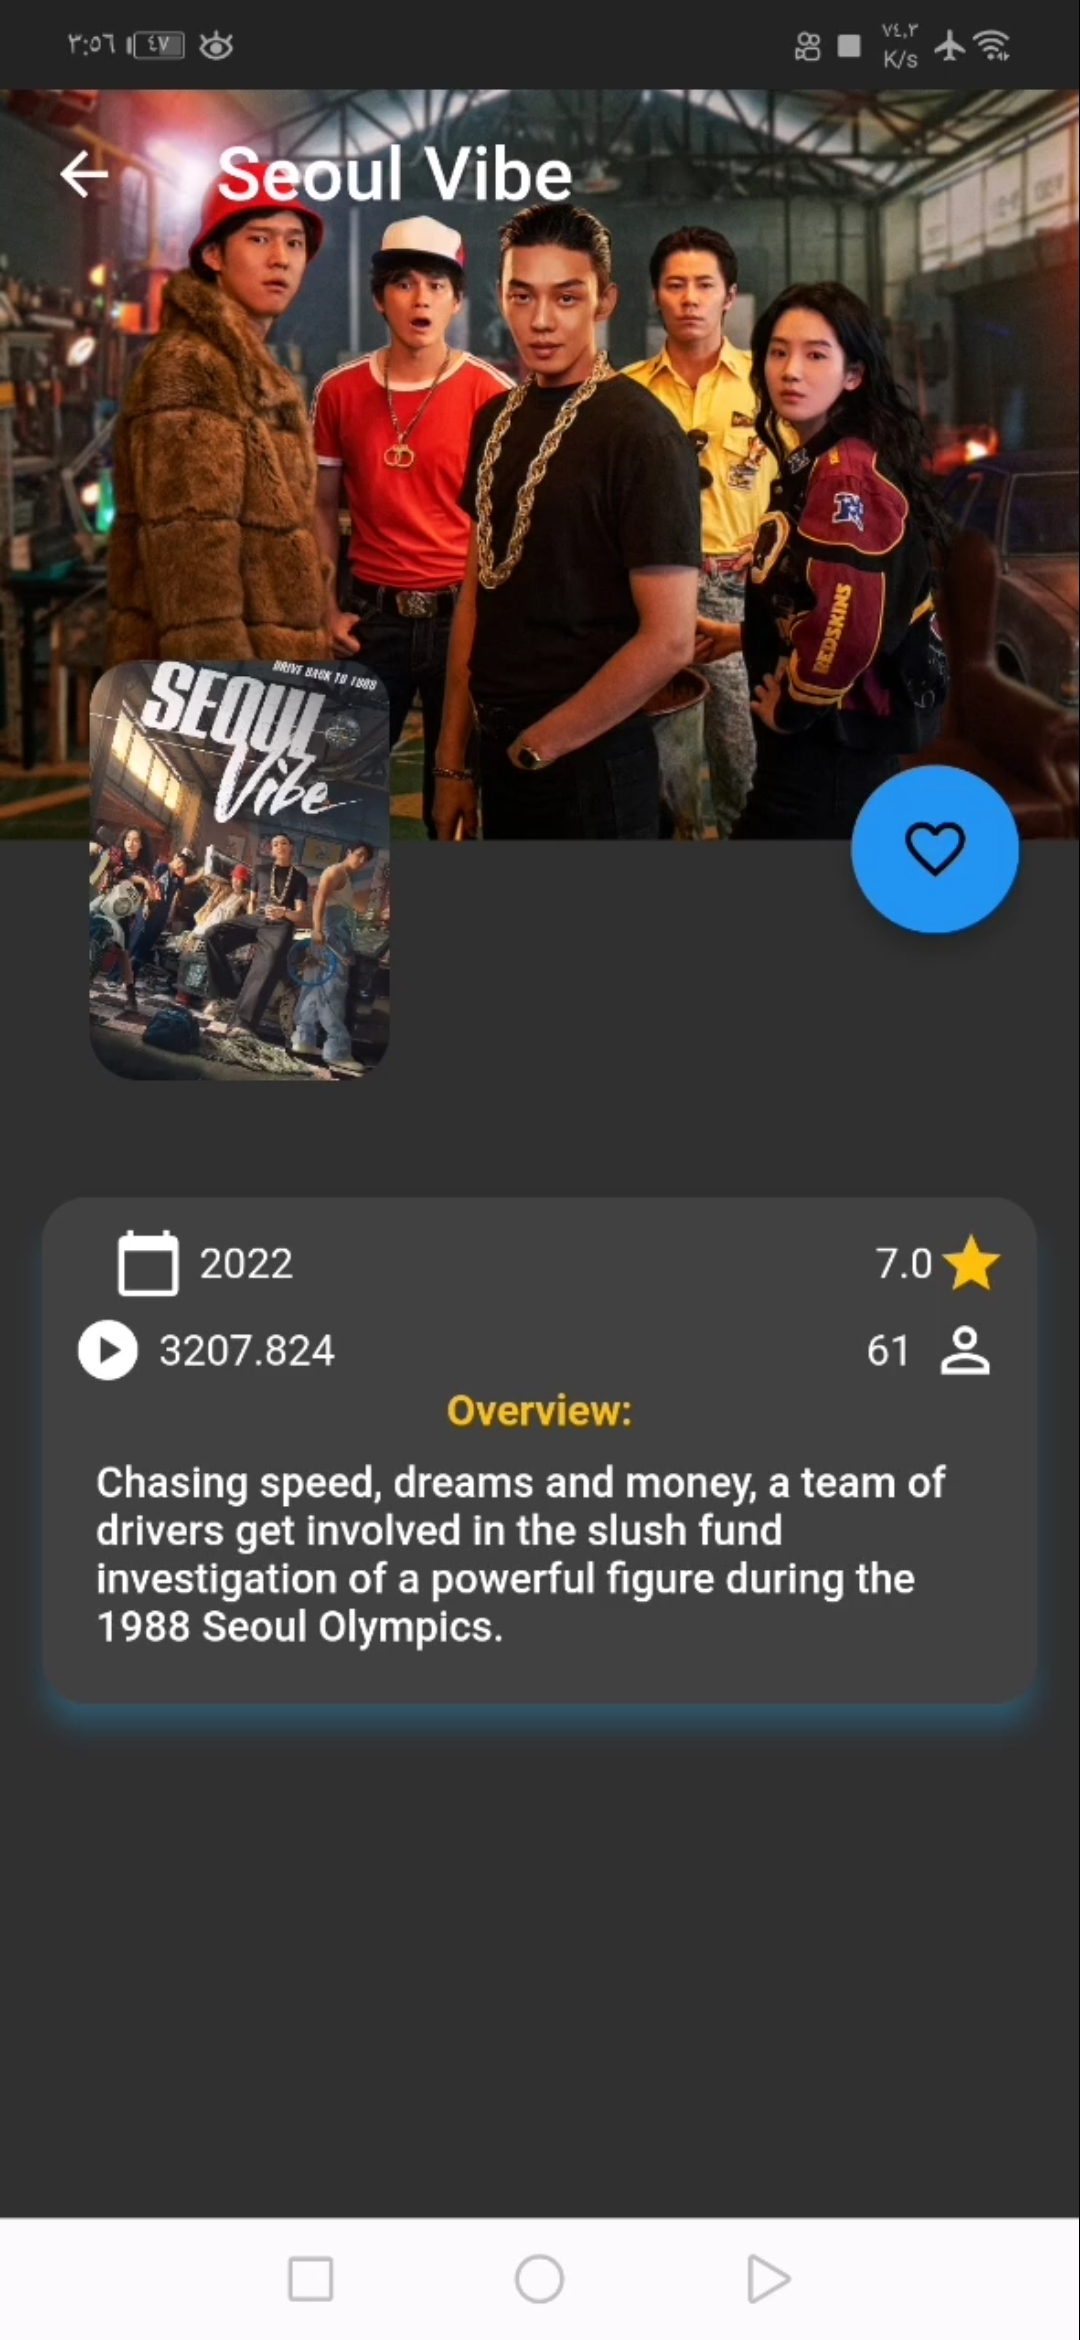 ٣:٥٦ ٤٧ ٧٤,٣
K/s
Seoul Vibe
REDSKINS
DRIVE BACK TO 1988
SEOUL
Vibe
2022 7.0
3207.824 61
Overview:
Chasing speed, dreams and money, a team of
drivers get involved in the slush fund
investigation of a powerful figure during the
1988 Seoul Olympics.